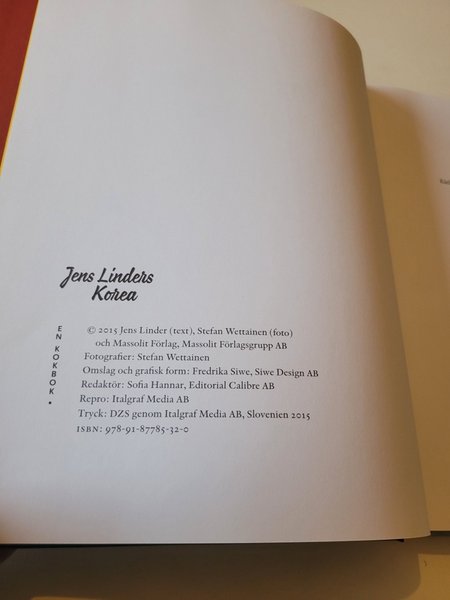 Jens Linders
Korea
EN KOKBOK •
© 2015 Jens Linder (text), Stefan Wettainen (foto)
och Massolit Förlag, Massolit Förlagsgrupp AB
Fotografier: Stefan Wettainen
Omslag och grafisk form: Fredrika Siwe, Siwe Design AB
Redaktör: Sofia Hannar, Editorial Calibre AB
Repro: Italgraf Media AB
Tryck: DZS genom Italgraf Media AB, Slovenien 2015
ISBN: 978-91-87785-32-0